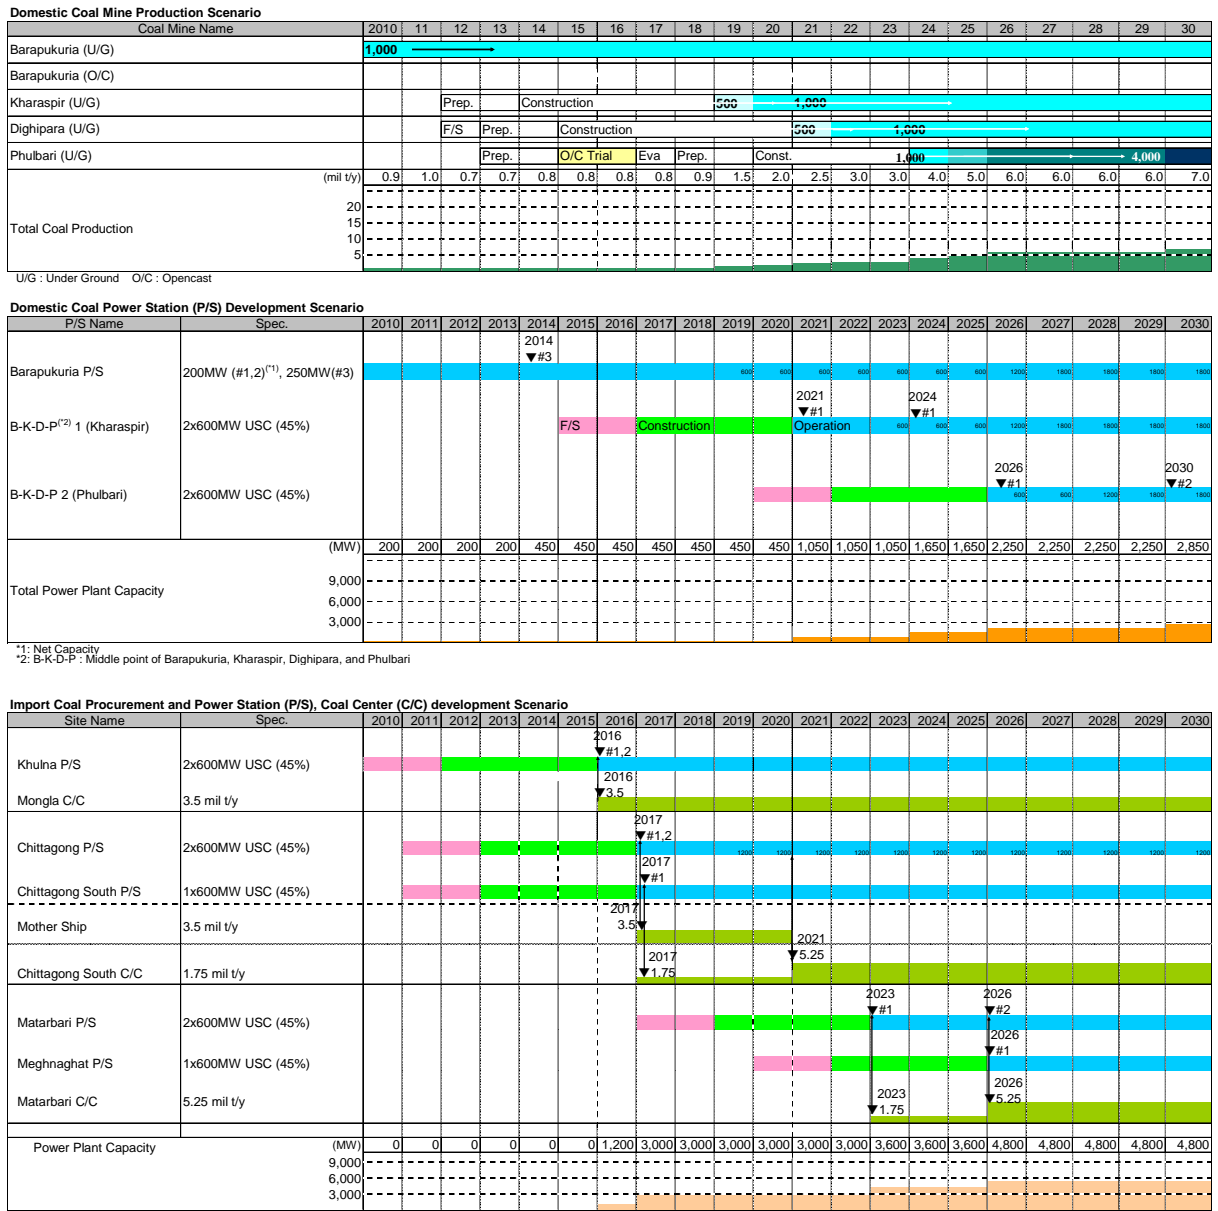 Domestic Coal Mine Production Scenario
Coal Mine Name 2010 11 12 13 14 15 16 17 18 19 20 21 22 23 24 25 26 27 28 29 30
Barapukuria (U/G) 1,000
Barapukuria (O/C)
Kharaspir (U/G) Prep. Construction 500 1,000
Dighipara (U/G) F/S Prep. Construction 500 1,000
Phulbari (U/G) Prep. O/C Trial Eva Prep. Const. 1,000 4,000
(mil t/y) 0.9 1.0 0.7 0.7 0.8 0.8 0.8 0.8 0.9 1.5 2.0 2.5 3.0 3.0 4.0 5.0 6.0 6.0 6.0 6.0 7.0
20
15
Total Coal Production
10
5
U/G : Under Ground O/C : Opencast
Domestic Coal Power Station (P/S) Development Scenario
P/S Name Spec. 2010 2011 2012 2013 2014 2015 2016 2017 2018 2019 2020 2021 2022 2023 2024 2025 2026 2027 2028 2029 2030
2014
▼#3
Barapukuria P/S 200MW (#1,2)(*1), 250MW(#3) 600 600 600 600 600 600 600 1200 1800 1800 1800 1800
2021 2024
▼#1 ▼#1
B-K-D-P(*2) 1 (Kharaspir) 2x600MW USC (45%) F/S Construction Operation 600 600 600 1200 1800 1800 1800 1800
2026 2030
▼#1 ▼#2
B-K-D-P 2 (Phulbari) 2x600MW USC (45%) 600 600 1200 1800 1800
(MW) 200 200 200 200 450 450 450 450 450 450 450 1,050 1,050 1,050 1,650 1,650 2,250 2,250 2,250 2,250 2,850
9,000
Total Power Plant Capacity
6,000
3,000
*1: Net Capacity
*2: B-K-D-P : Middle point of Barapukuria, Kharaspir, Dighipara, and Phulbari
Import Coal Procurement and Power Station (P/S), Coal Center (C/C) development Scenario
Site Name Spec. 2010 2011 2012 2013 2014 2015 2016 2017 2018 2019 2020 2021 2022 2023 2024 2025 2026 2027 2028 2029 2030
2016
▼#1,2
Khulna P/S 2x600MW USC (45%)
2016
Mongla C/C 3.5 mil t/y ▼3.5
2017
▼#1,2
Chittagong P/S 2x600MW USC (45%) 1200 1200 1200 1200 1200 1200 1200 1200 1200 1200 1200 1200
2017
▼#1
Chittagong South P/S 1x600MW USC (45%)
2017
Mother Ship 3.5 mil t/y 3.5▼
2021
▼5.25
2017
Chittagong South C/C 1.75 mil t/y ▼1.75
2023 2026
▼#1 ▼#2
Matarbari P/S 2x600MW USC (45%)
2026
▼#1
Meghnaghat P/S 1x600MW USC (45%)
2023 2026
Matarbari C/C 5.25 mil t/y ▼1.75 ▼5.25
Power Plant Capacity (MW) 0 0 0 0 0 0 1,200 3,000 3,000 3,000 3,000 3,000 3,000 3,600 3,600 3,600 4,800 4,800 4,800 4,800 4,800
9,000
6,000
3,000